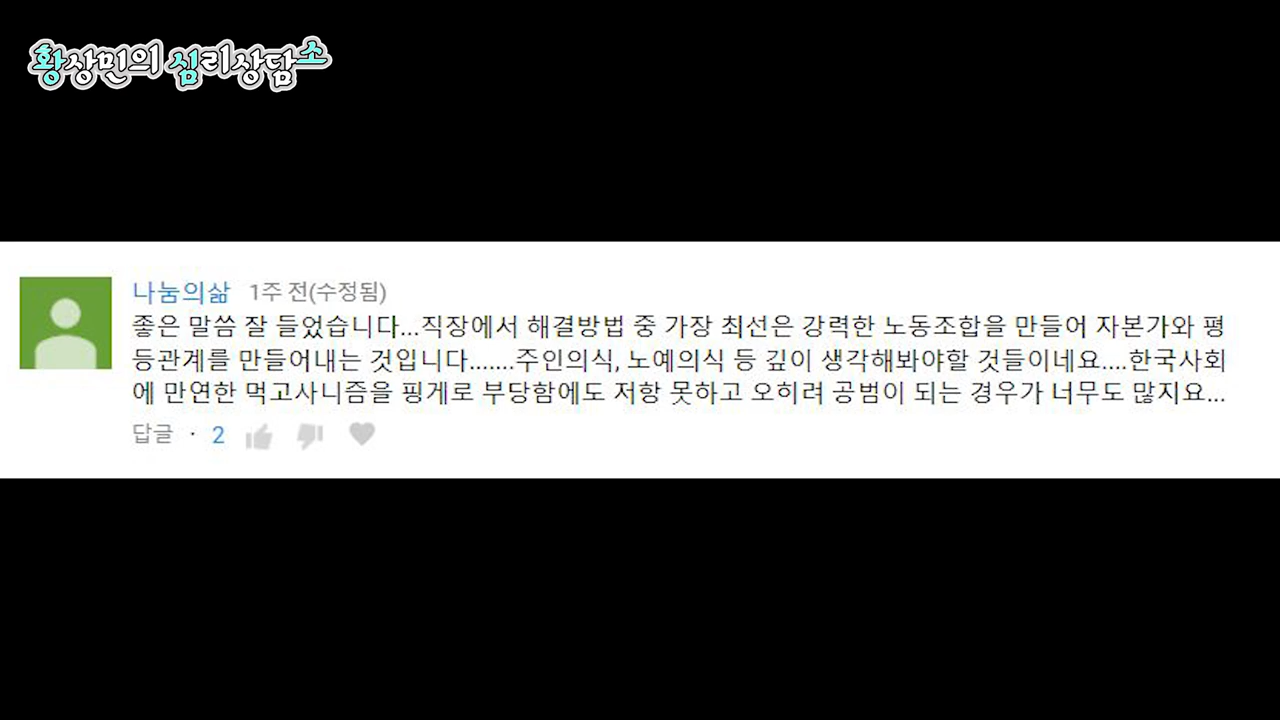 황상민의 심리상담소
나눔의삶 1주 전(수정됨)
좋은 말씀 잘 들었습니다...직장에서 해결방법 중 가장 최선은 강력한 노동조합을 만들어 자본가와 평
등관계를 만들어내는 것입니다.......주인의식, 노예의식 등 깊이 생각해봐야할 것들이네요....한국사회
에 만연한 먹고사니즘을 핑게로 부당함에도 저항 못하고 오히려 공범이 되는 경우가 너무도 많지요...
답글 · 2